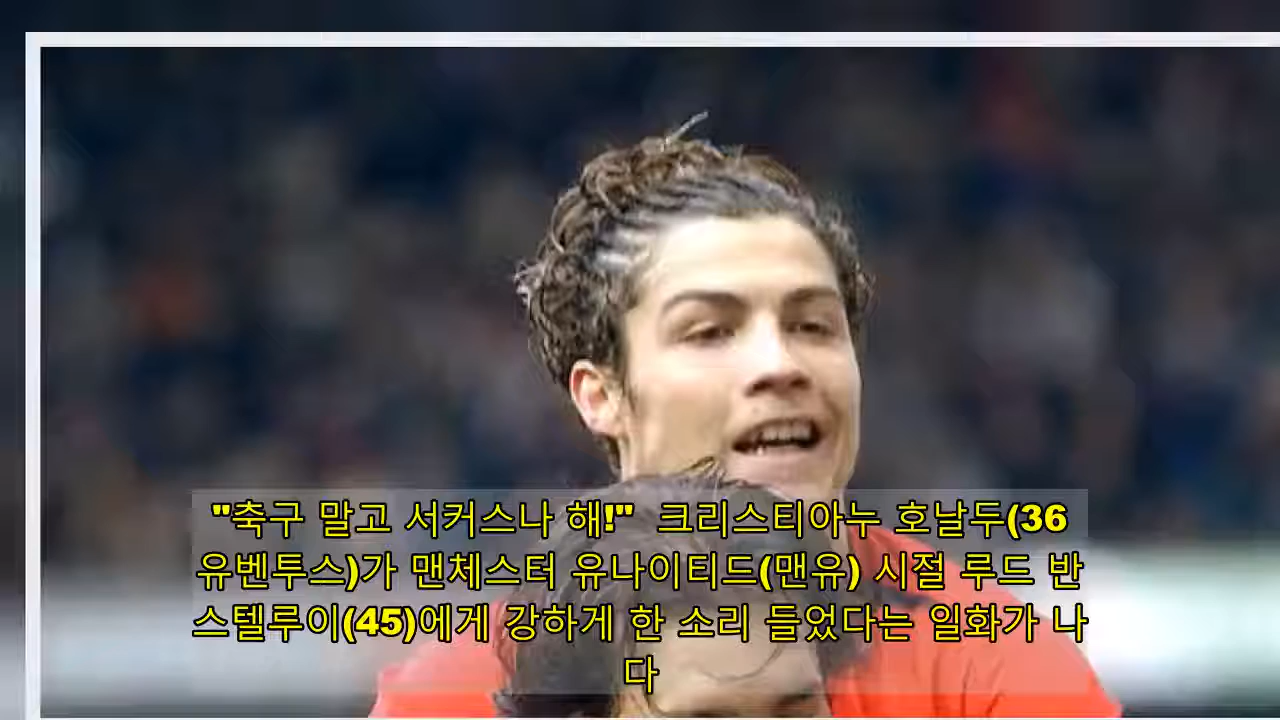 "축구 말고 서커스나 해!"  크리스티아누 호날두(36
유벤투스)가 맨체스터 유나이티드(맨유) 시절 루드 반
스텔루이(45)에게 강하게 한 소리 들었다는 일화가 나
다